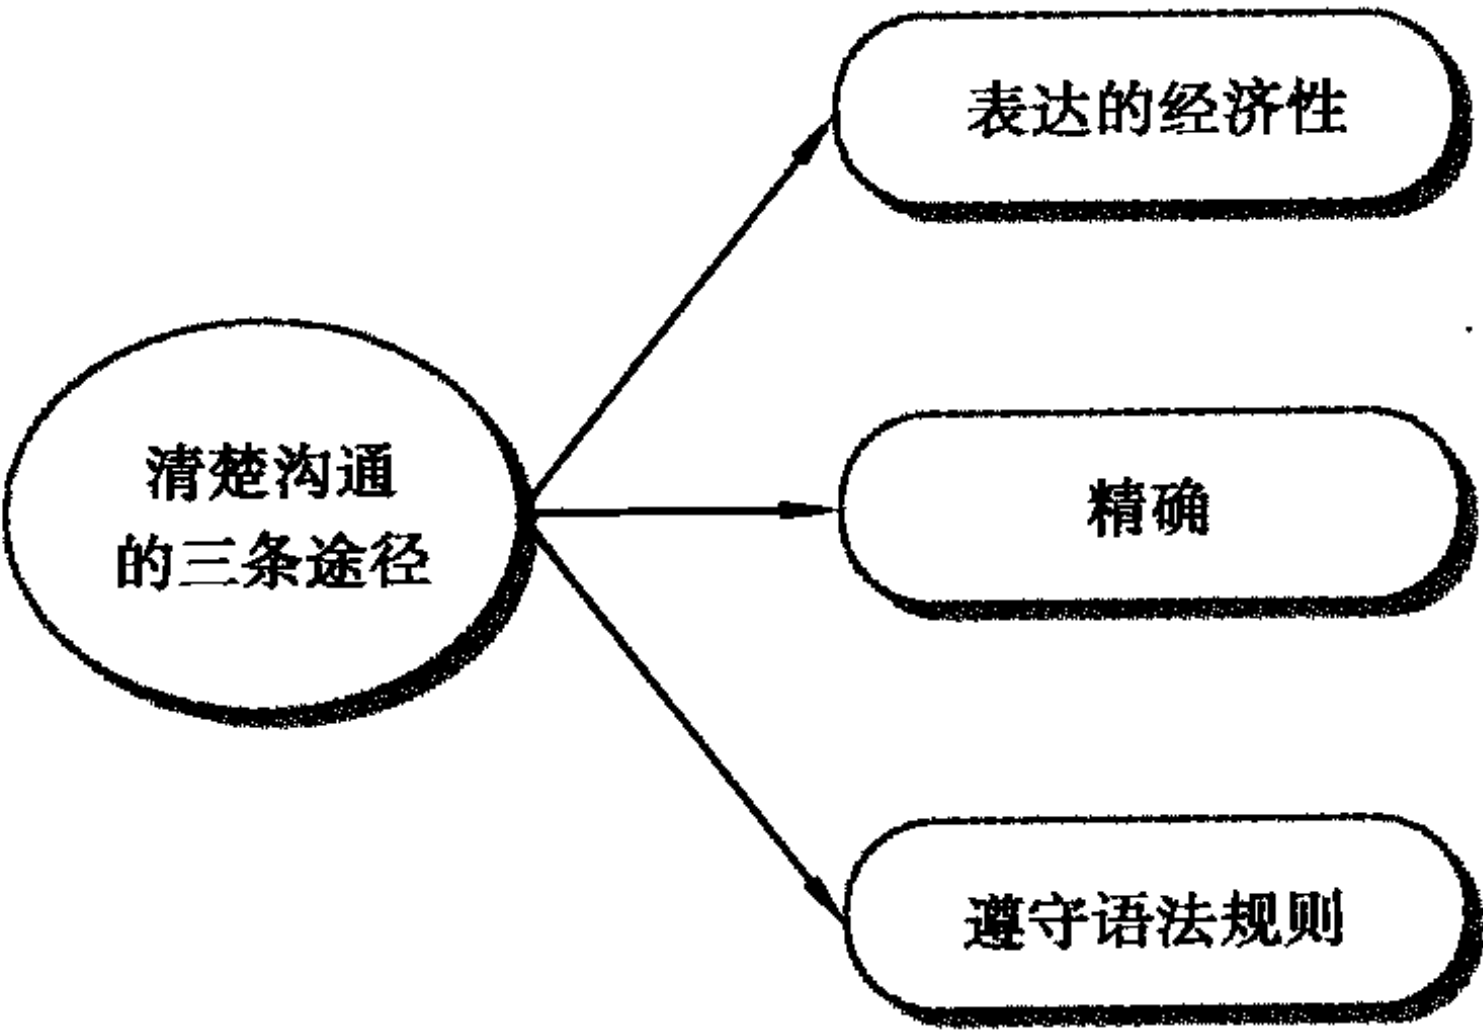 表达的经济性
清楚沟通
的三条途径
精确
遵守语法规则